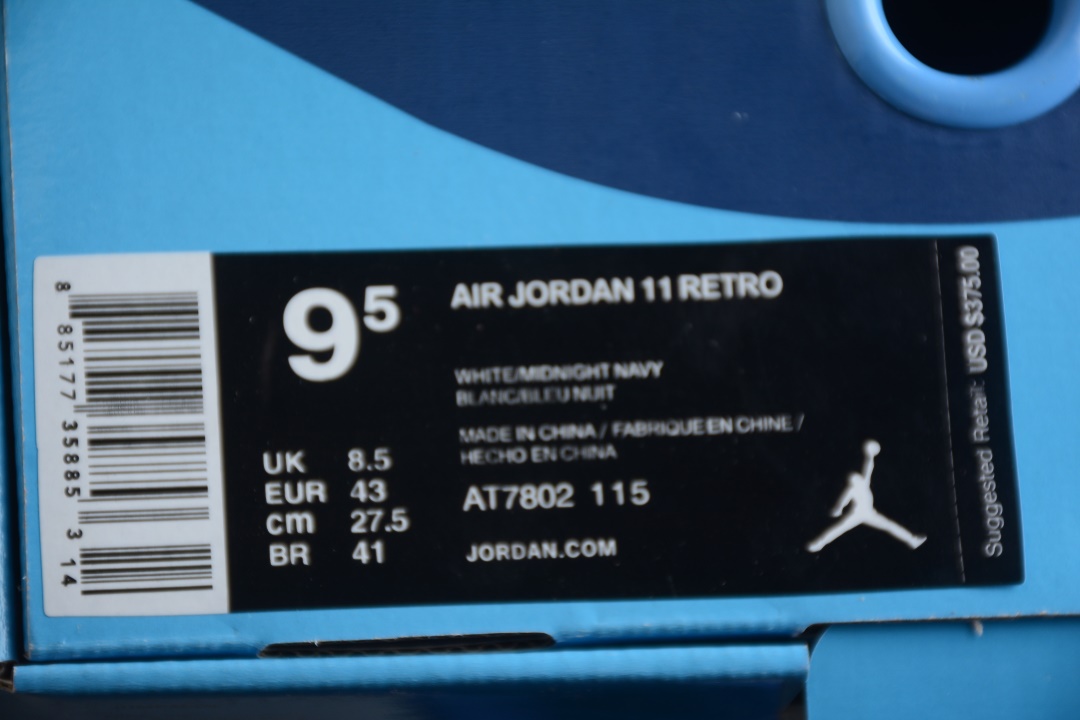 8 85177 35885 3 14
9⁵
AIR JORDAN 11 RETRO
WHITE/MIDNIGHT NAVY
BLANC/BLEU NUIT
MADE IN CHINA / FABRIQUE EN CHINE /
HECHO EN CHINA
UK 8.5
EUR 43
cm 27.5
BR 41
AT7802 115
JORDAN.COM
Suggested Retail: USD $375.00